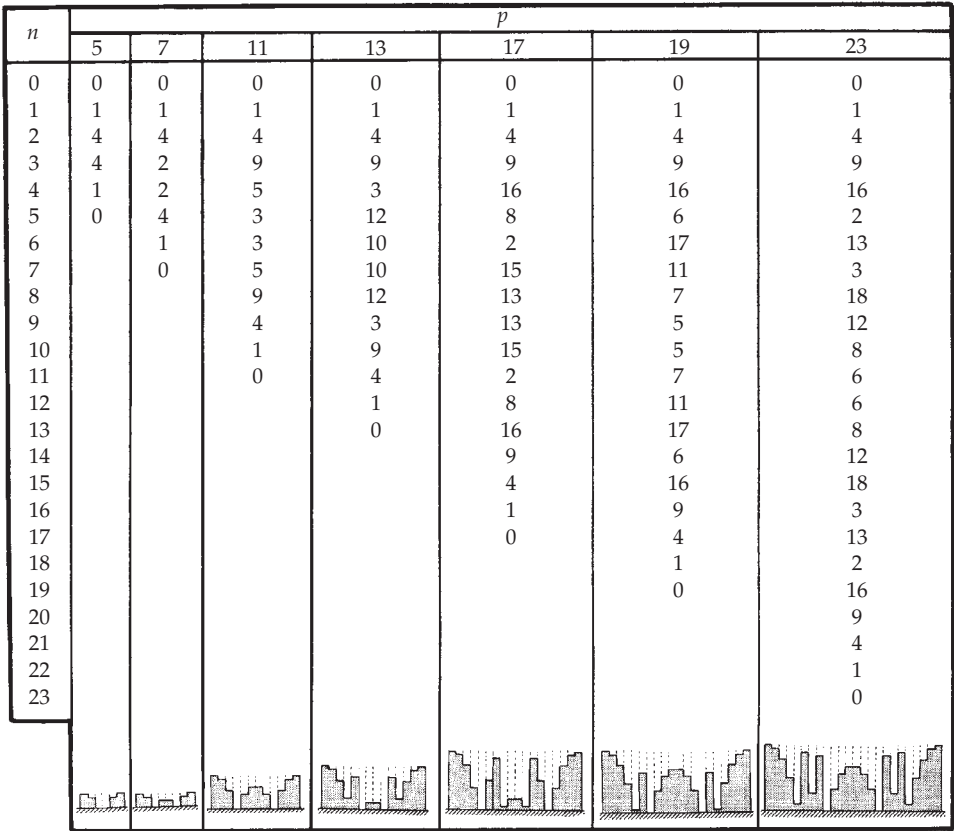 n p
5 7 11 13 17 19 23
0 0 0 0 0 0 0 0
1 1 1 1 1 1 1 1
2 4 4 4 4 4 4 4
3 4 2 9 9 9 9 9
4 1 2 5 3 16 16 16
5 0 4 3 12 8 6 2
6 1 3 10 2 17 13
7 0 5 10 15 11 3
8 9 12 13 7 18
9 4 3 13 5 12
10 1 9 15 5 8
11 0 4 2 7 6
12 1 8 11 6
13 0 16 17 8
14 9 6 12
15 4 16 18
16 1 9 3
17 0 4 13
18 1 2
19 0 16
20 9
21 4
22 1
23 0